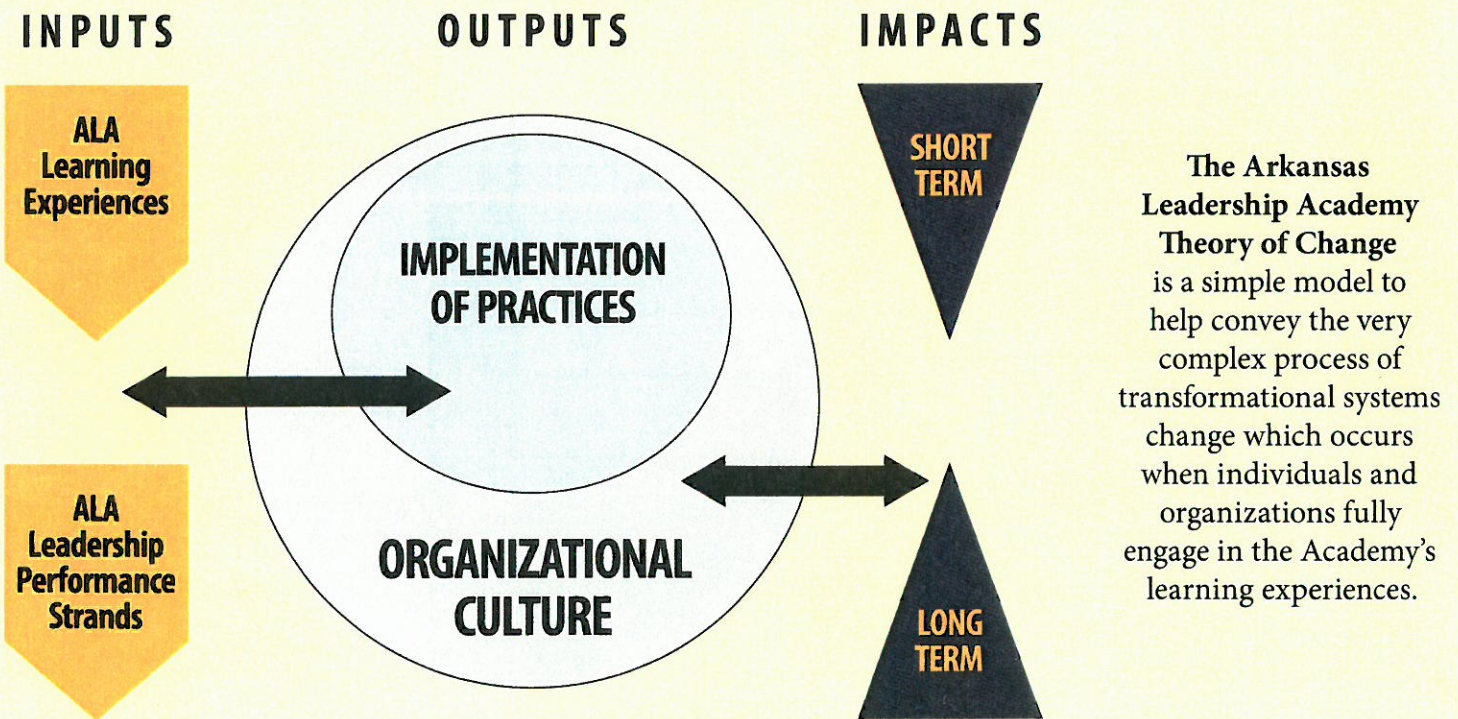 INPUTS
ALA
Learning
Experiences
ALA
Leadership
Performance
Strands
OUTPUTS
IMPLEMENTATION
OF PRACTICES
ORGANIZATIONAL
CULTURE
IMPACTS
SHORT
TERM
LONG
TERM
The Arkansas
Leadership Academy
Theory of Change
is a simple model to
help convey the very
complex process of
transformational systems
change which occurs
when individuals and
organizations fully
engage in the Academy's
learning experiences.